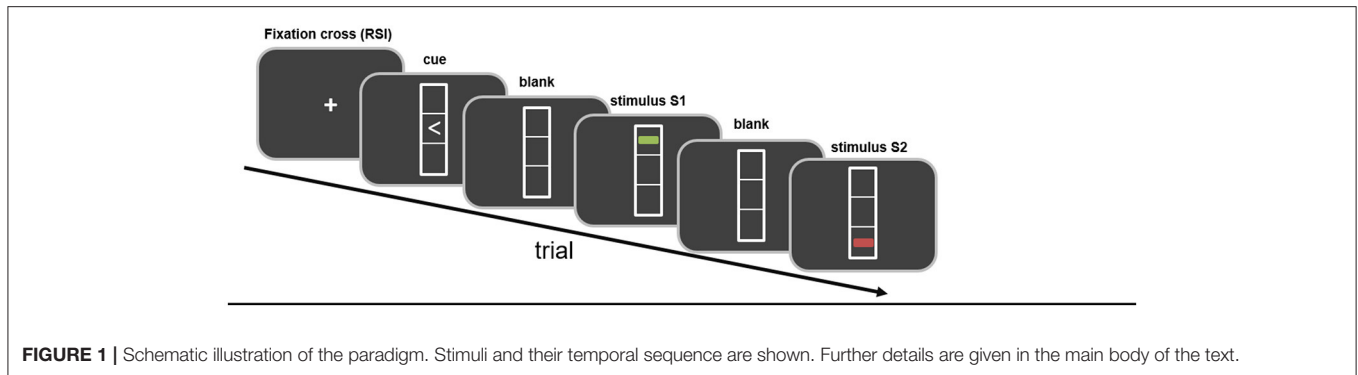 Fixation cross (RSI)
cue
blank
stimulus S1
blank
stimulus S2
+
<
trial
FIGURE 1 | Schematic illustration of the paradigm. Stimuli and their temporal sequence are shown. Further details are given in the main body of the text.